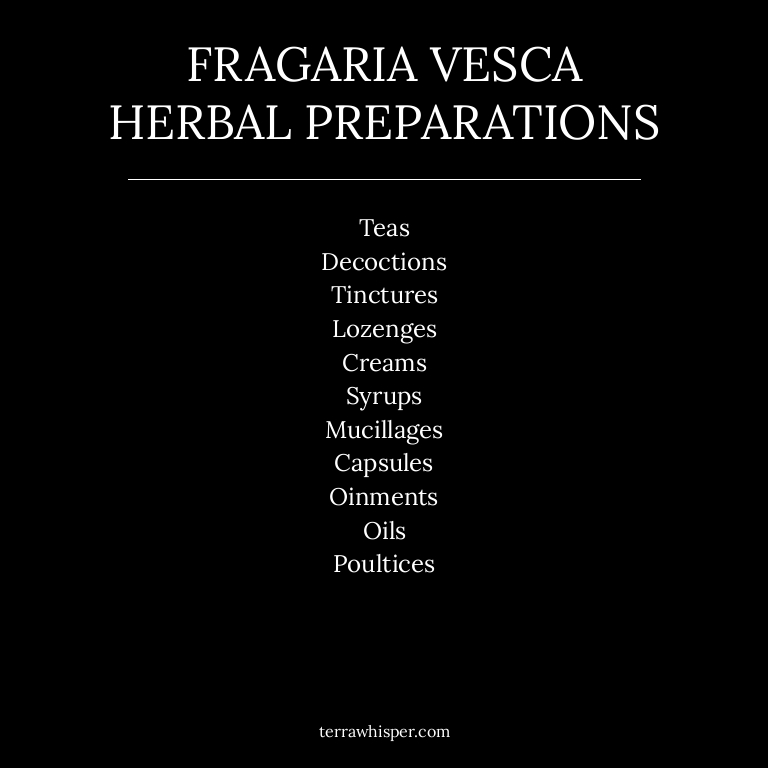 FRAGARIA VESCA
HERBAL PREPARATIONS
Teas
Decoctions
Tinctures
Lozenges
Creams
Syrups
Mucillages
Capsules
Oinments
Oils
Poultices
terrawhisper.com